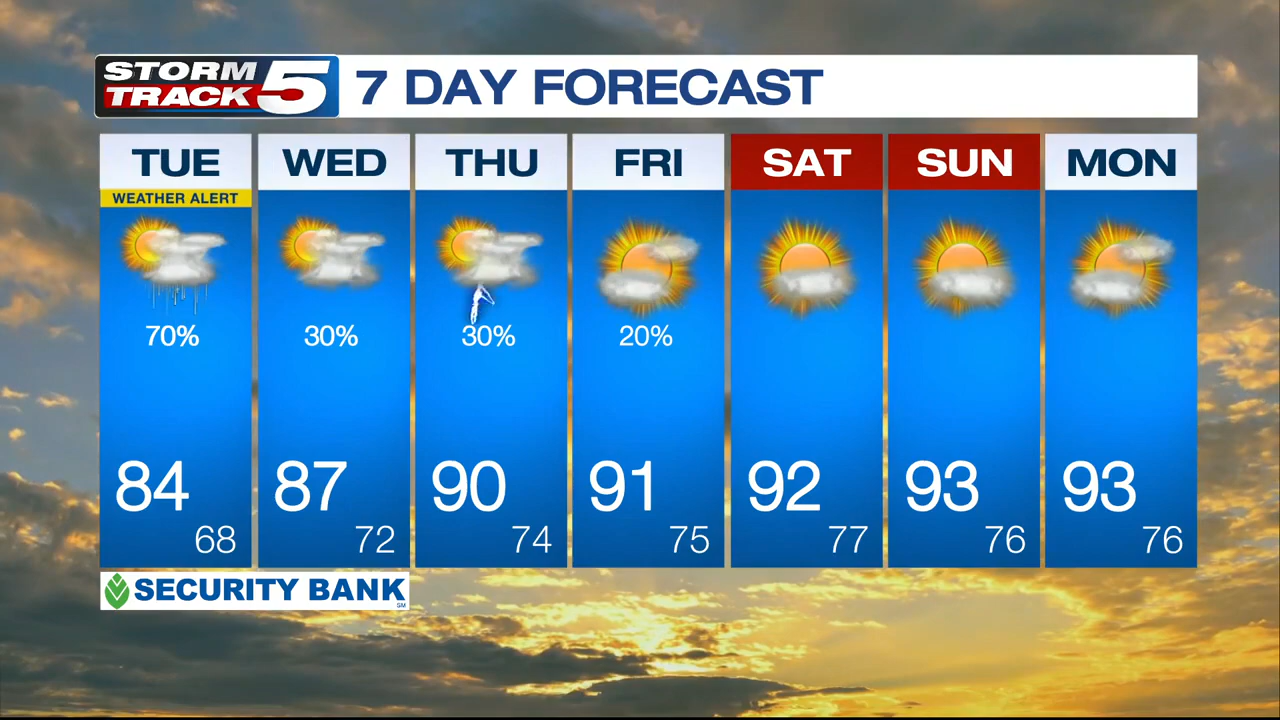 STORM TRACK 5
7 DAY FORECAST
TUE WED THU FRI SAT SUN MON
WEATHER ALERT
70% 30% 30% 20%
84 87 90 91 92 93 93
68 72 74 75 77 76 76
SECURITY BANK SM